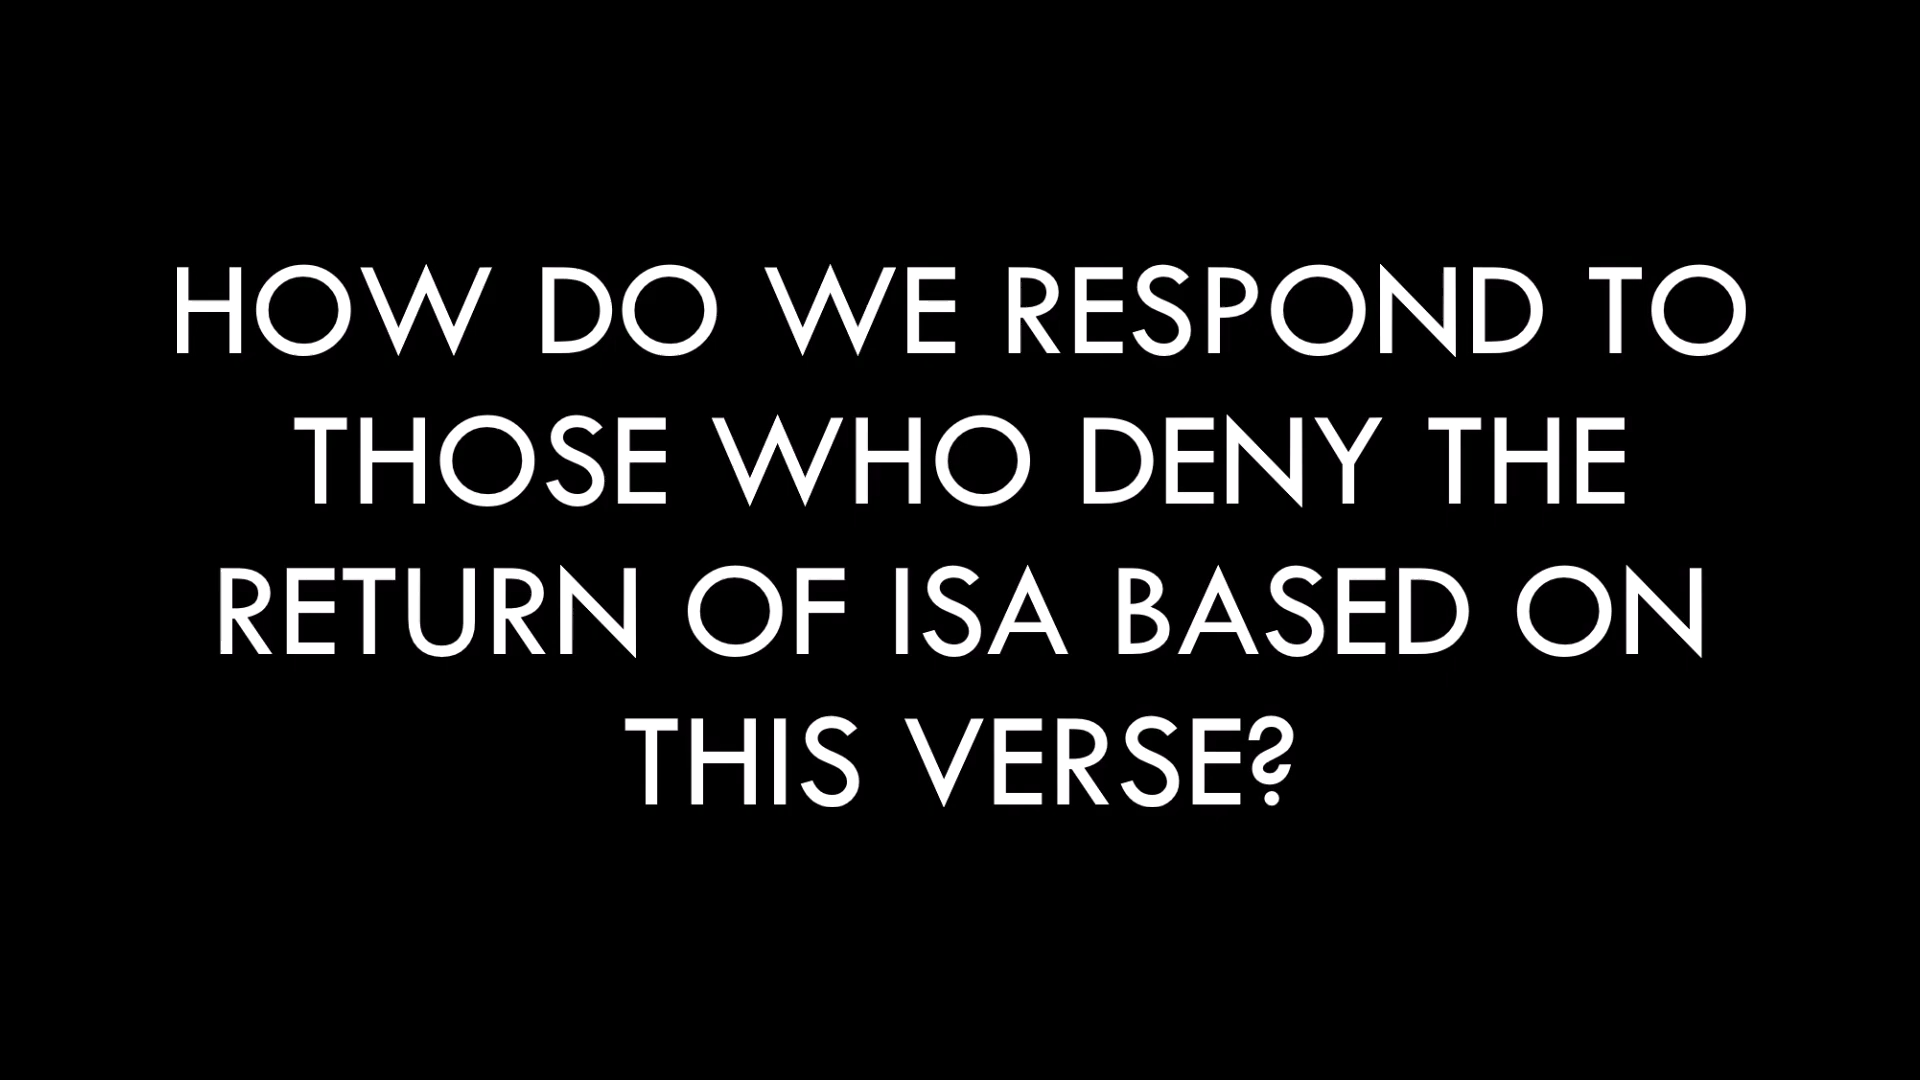 HOW DO WE RESPOND TO
THOSE WHO DENY THE
RETURN OF ISA BASED ON
THIS VERSE?